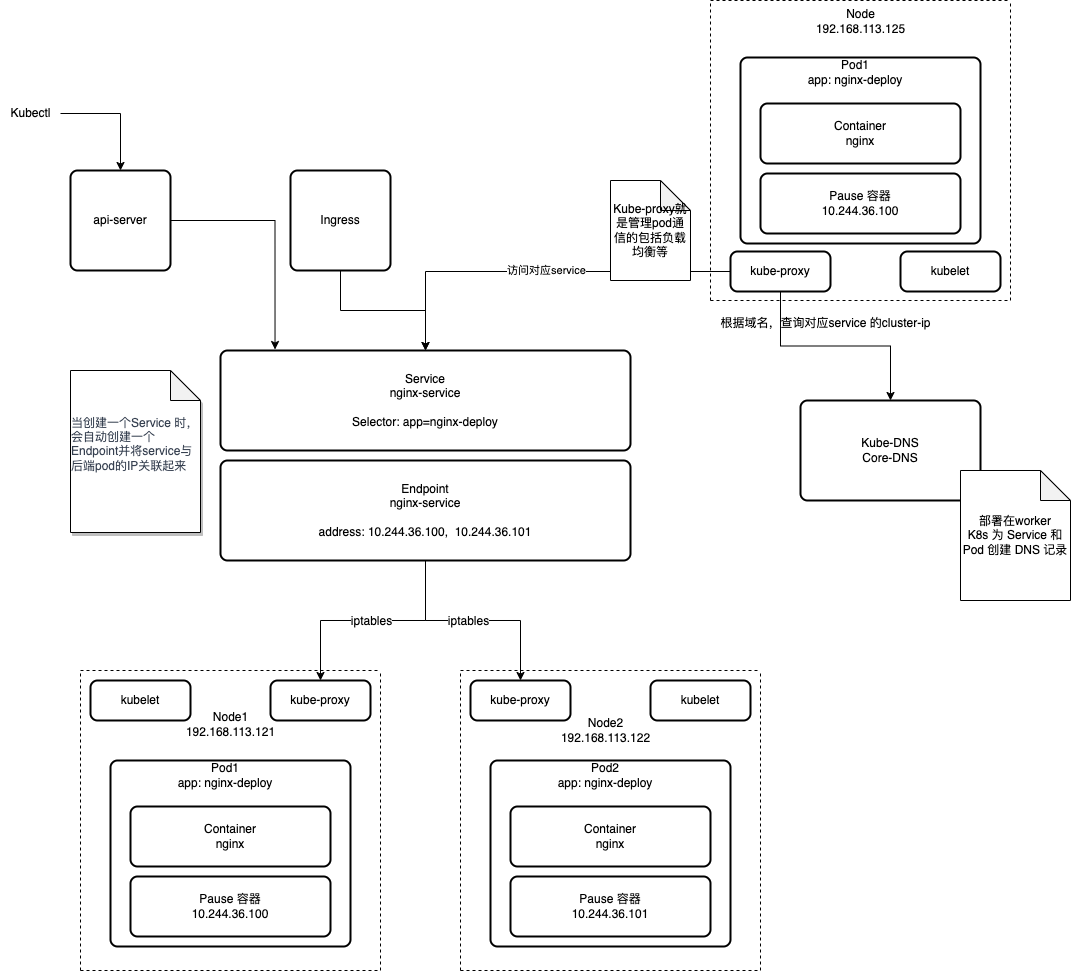 Node
192.168.113.125
Pod1
app: nginx-deploy
Container
nginx
Pause 容器
10.244.36.100
kube-proxy
kubelet
Kubectl
api-server
Ingress
Kube-proxy就
是管理pod通
信的包括负载
均衡等
访问对应service
根据域名，查询对应service 的cluster-ip
Service
nginx-service
Selector: app=nginx-deploy
当创建一个Service 时，
会自动创建一个
Endpoint并将service与
后端pod的IP关联起来
Endpoint
nginx-service
address: 10.244.36.100，10.244.36.101
Kube-DNS
Core-DNS
部署在worker
K8s 为 Service 和
Pod 创建 DNS 记录
iptables
iptables
kubelet
kube-proxy
Node1
192.168.113.121
Pod1
app: nginx-deploy
Container
nginx
Pause 容器
10.244.36.100
kube-proxy
kubelet
Node2
192.168.113.122
Pod2
app: nginx-deploy
Container
nginx
Pause 容器
10.244.36.101